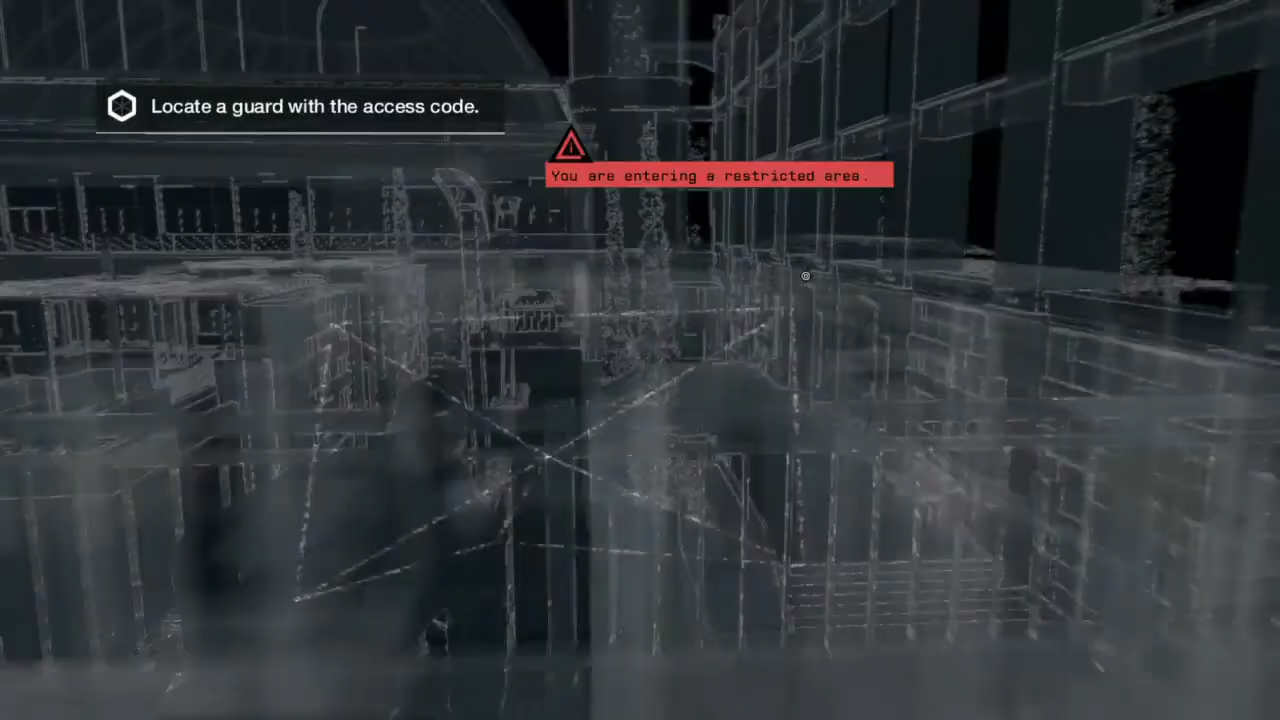 Locate a guard with the access code.
You are entering a restricted area.